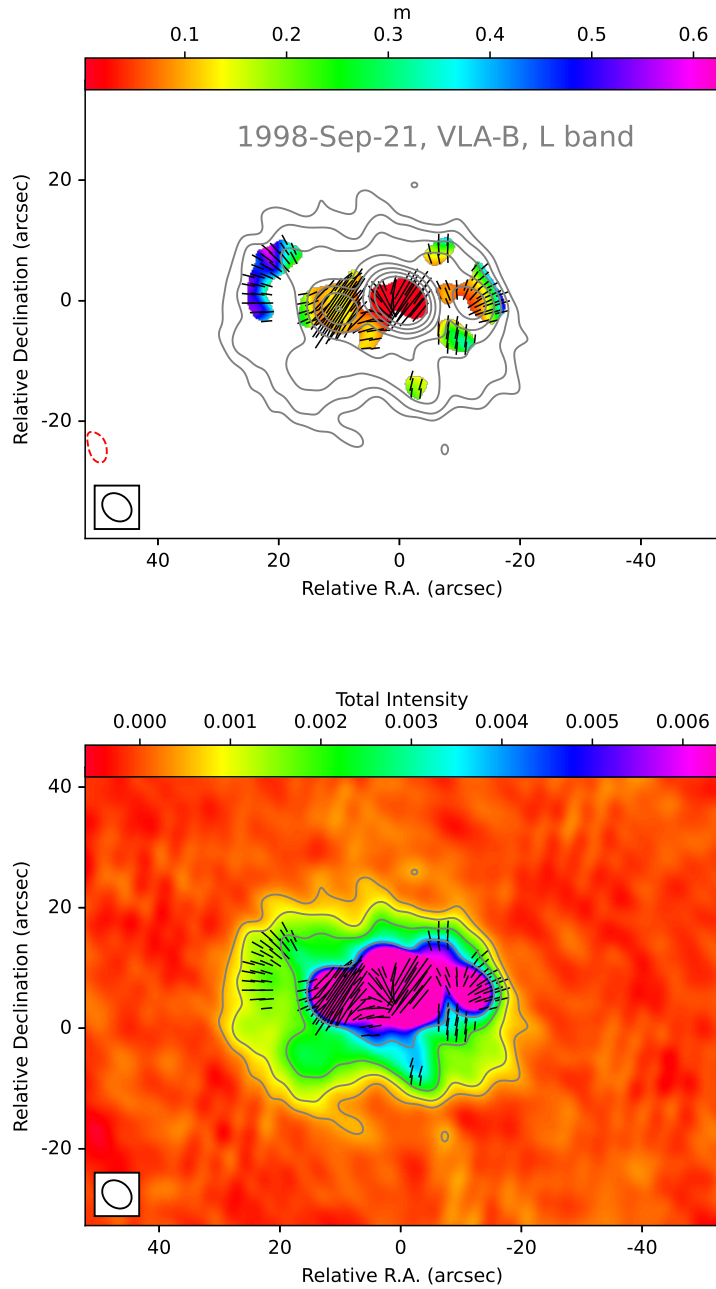 m
0.1 0.2 0.3 0.4 0.5 0.6
1998-Sep-21, VLA-B, L band
20
0
-20
Relative Declination (arcsec)
40 20 0 -20 -40
Relative R.A. (arcsec)
Total Intensity
0.000 0.001 0.002 0.003 0.004 0.005 0.006
40
20
0
-20
Relative Declination (arcsec)
40 20 0 -20 -40
Relative R.A. (arcsec)